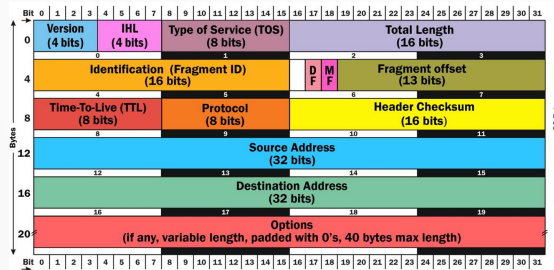 Bit 0 1 2 3 4 5 6 7 8 9 10 11 12 13 14 15 16 17 18 19 20 21 22 23 24 25 26 27 28 29 30 31
0 Version IHL Type of Service (TOS) Total Length
(4 bits) (4 bits) (8 bits) (16 bits)
1 2 3
4 Identification (Fragment ID) D M Fragment offset
(16 bits) F F (13 bits)
4 5 6 7
8 Time-To-Live (TTL) Protocol Header Checksum
(8 bits) (8 bits) (16 bits)
8 9 10 11
Bytes
12 Source Address
(32 bits)
12 13 14 15
16 Destination Address
(32 bits)
16 17 18 19
20 Options
(if any, variable length, padded with 0's, 40 bytes max length)
Bit 0 1 2 3 4 5 6 7 8 9 10 11 12 13 14 15 16 17 18 19 20 21 22 23 24 25 26 27 28 29 30 31